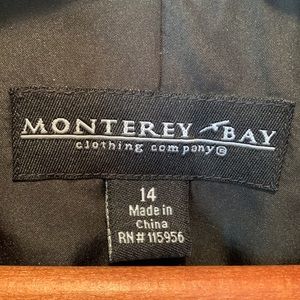 MONTEREY BAY
clothing company®
14
Made in
China
RN# 115956